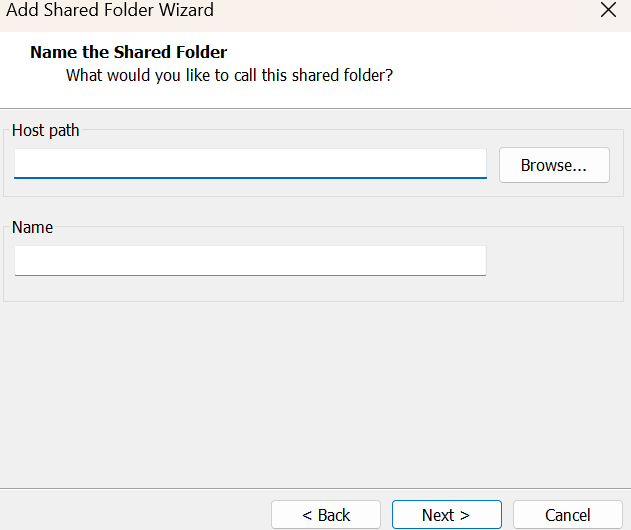 Add Shared Folder Wizard
Name the Shared Folder
What would you like to call this shared folder?
Host path
Browse...
Name
< Back
Next >
Cancel